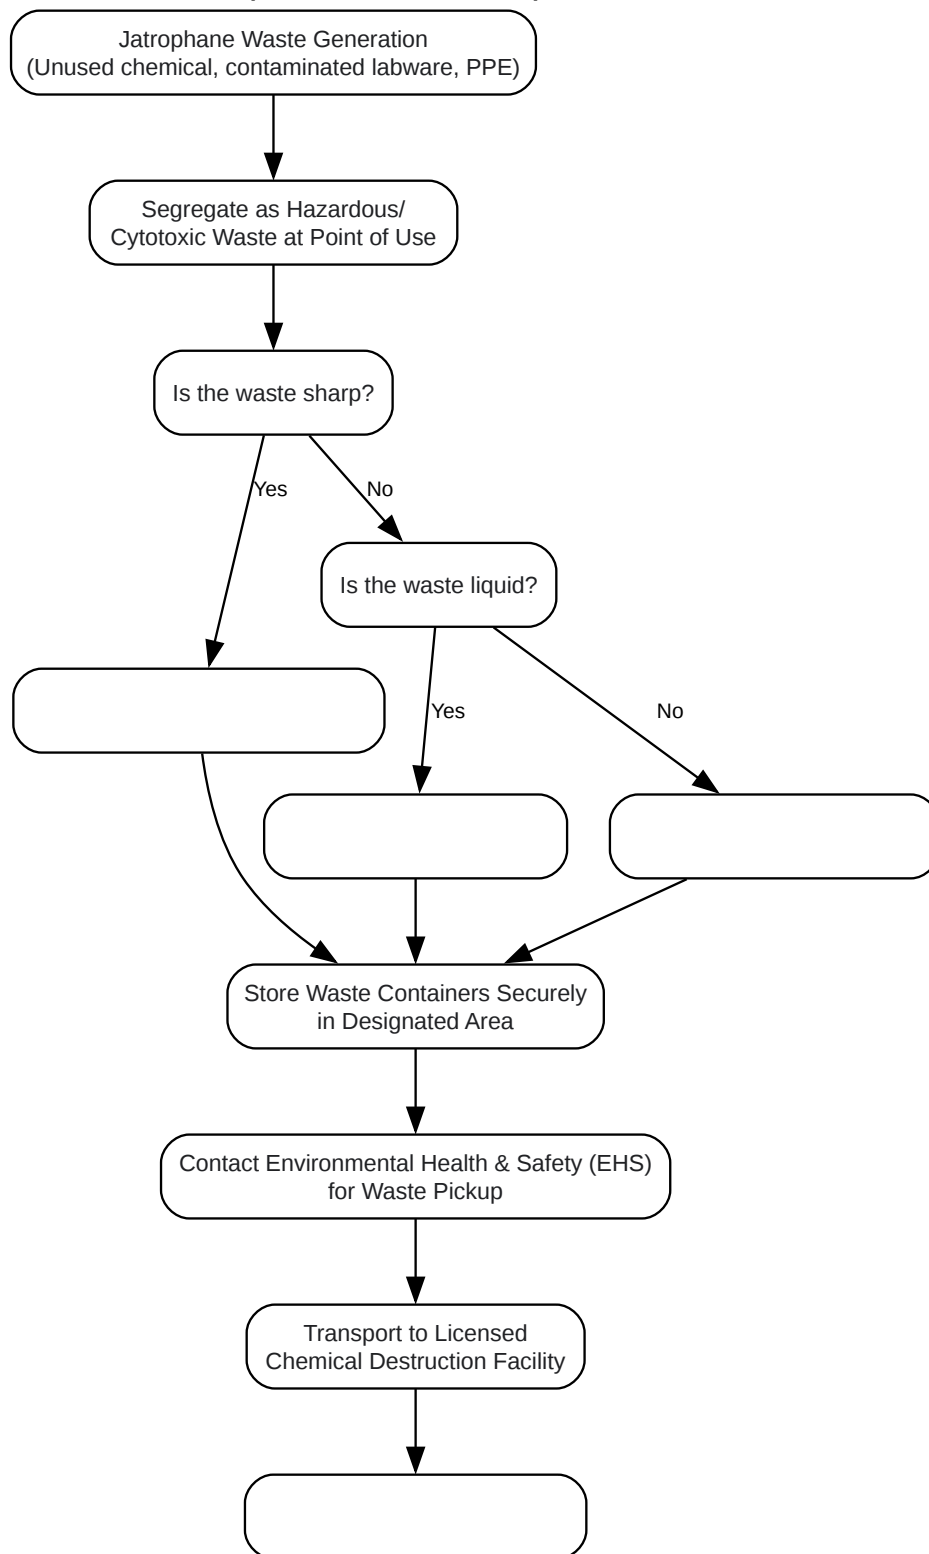 Jatrophane Waste Generation
(Unused chemical, contaminated labware, PPE)
Segregate as Hazardous/
Cytotoxic Waste at Point of Use
Is the waste sharp?
Yes
No
Is the waste liquid?
Yes
No
Store Waste Containers Securely
in Designated Area
Contact Environmental Health & Safety (EHS)
for Waste Pickup
Transport to Licensed
Chemical Destruction Facility